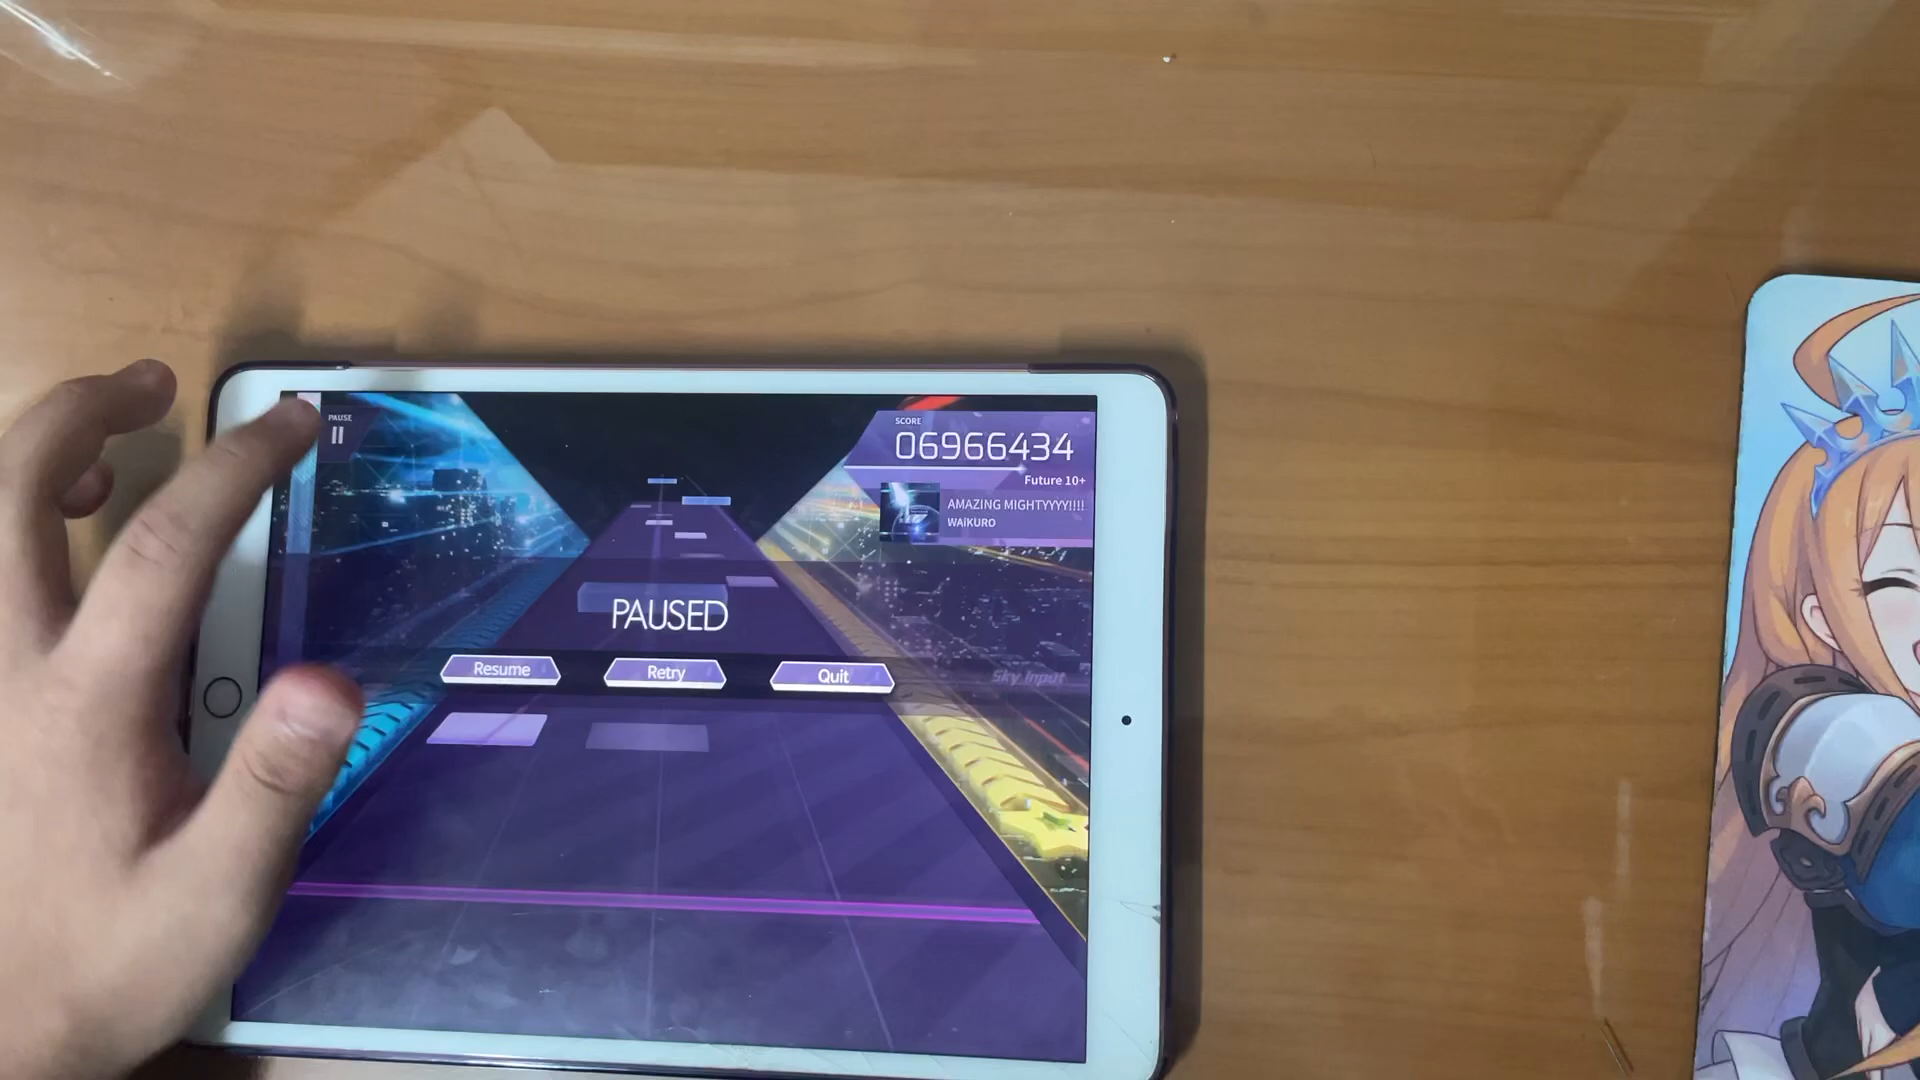 PAUSE
SCORE
06966434
Future 10+
AMAZING MIGHTYYYY!!!!
WAiKURO
PAUSED
Resume
Retry
Quit
Sky Input